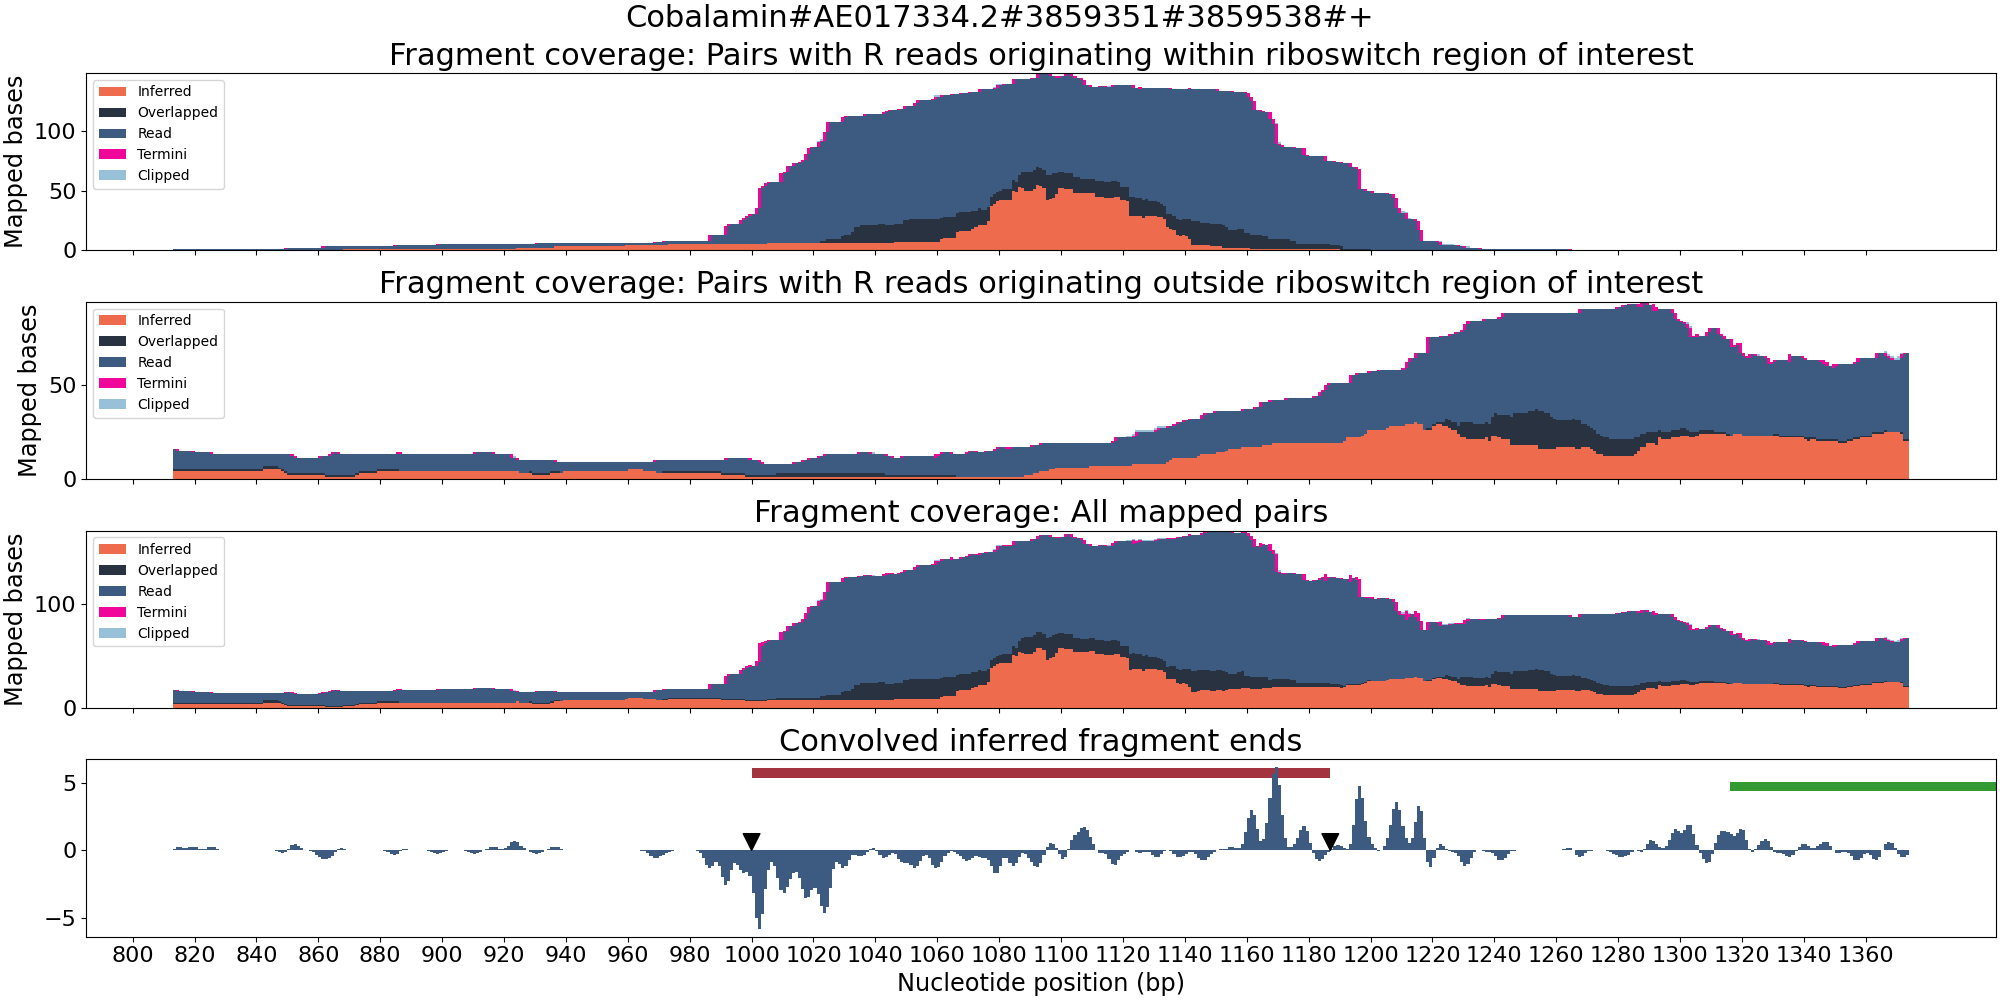 Cobalamin#AE017334.2#3859351#3859538#+
Fragment coverage: Pairs with R reads originating within riboswitch region of interest
Mapped bases
100
50
0
Inferred
Overlapped
Read
Termini
Clipped
Fragment coverage: Pairs with R reads originating outside riboswitch region of interest
Mapped bases
50
0
Inferred
Overlapped
Read
Termini
Clipped
Fragment coverage: All mapped pairs
Mapped bases
100
0
Inferred
Overlapped
Read
Termini
Clipped
Convolved inferred fragment ends
5
0
−5
800 820 840 860 880 900 920 940 960 980 1000 1020 1040 1060 1080 1100 1120 1140 1160 1180 1200 1220 1240 1260 1280 1300 1320 1340 1360
Nucleotide position (bp)